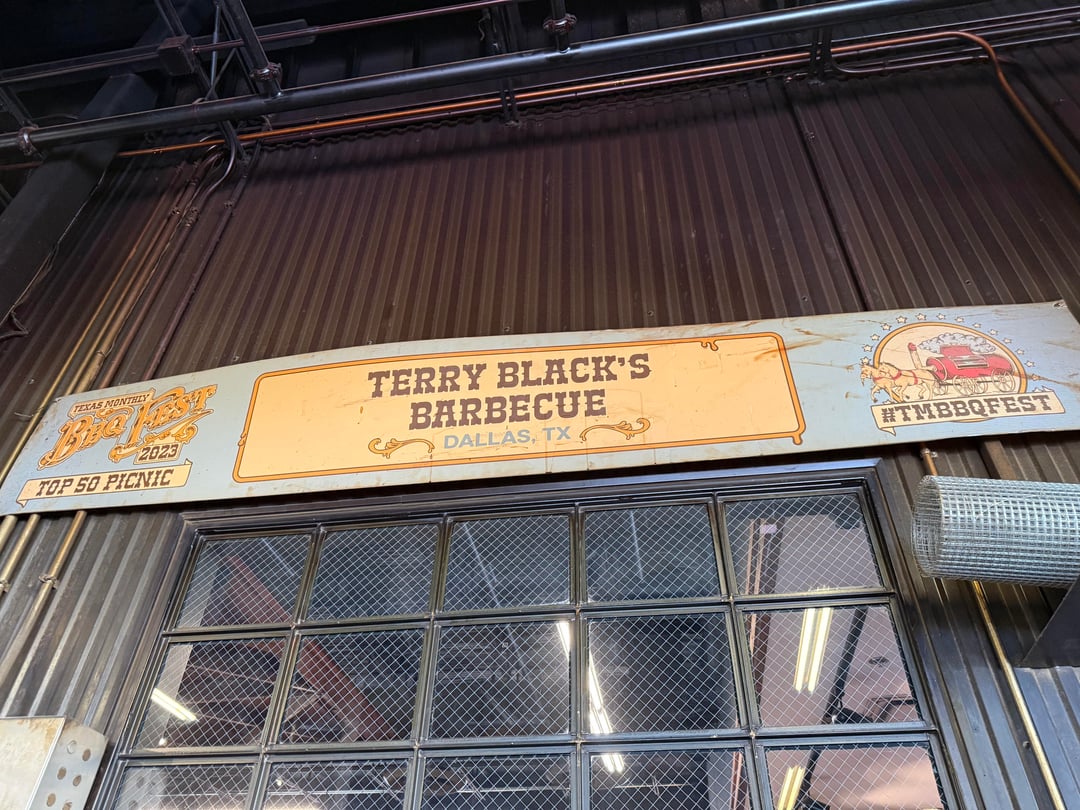 TEXAS MONTHLY
BBQ FEST
2023
TOP 50 PICNIC
TERRY BLACK'S
BARBECUE
DALLAS, TX
#TMBBQFEST